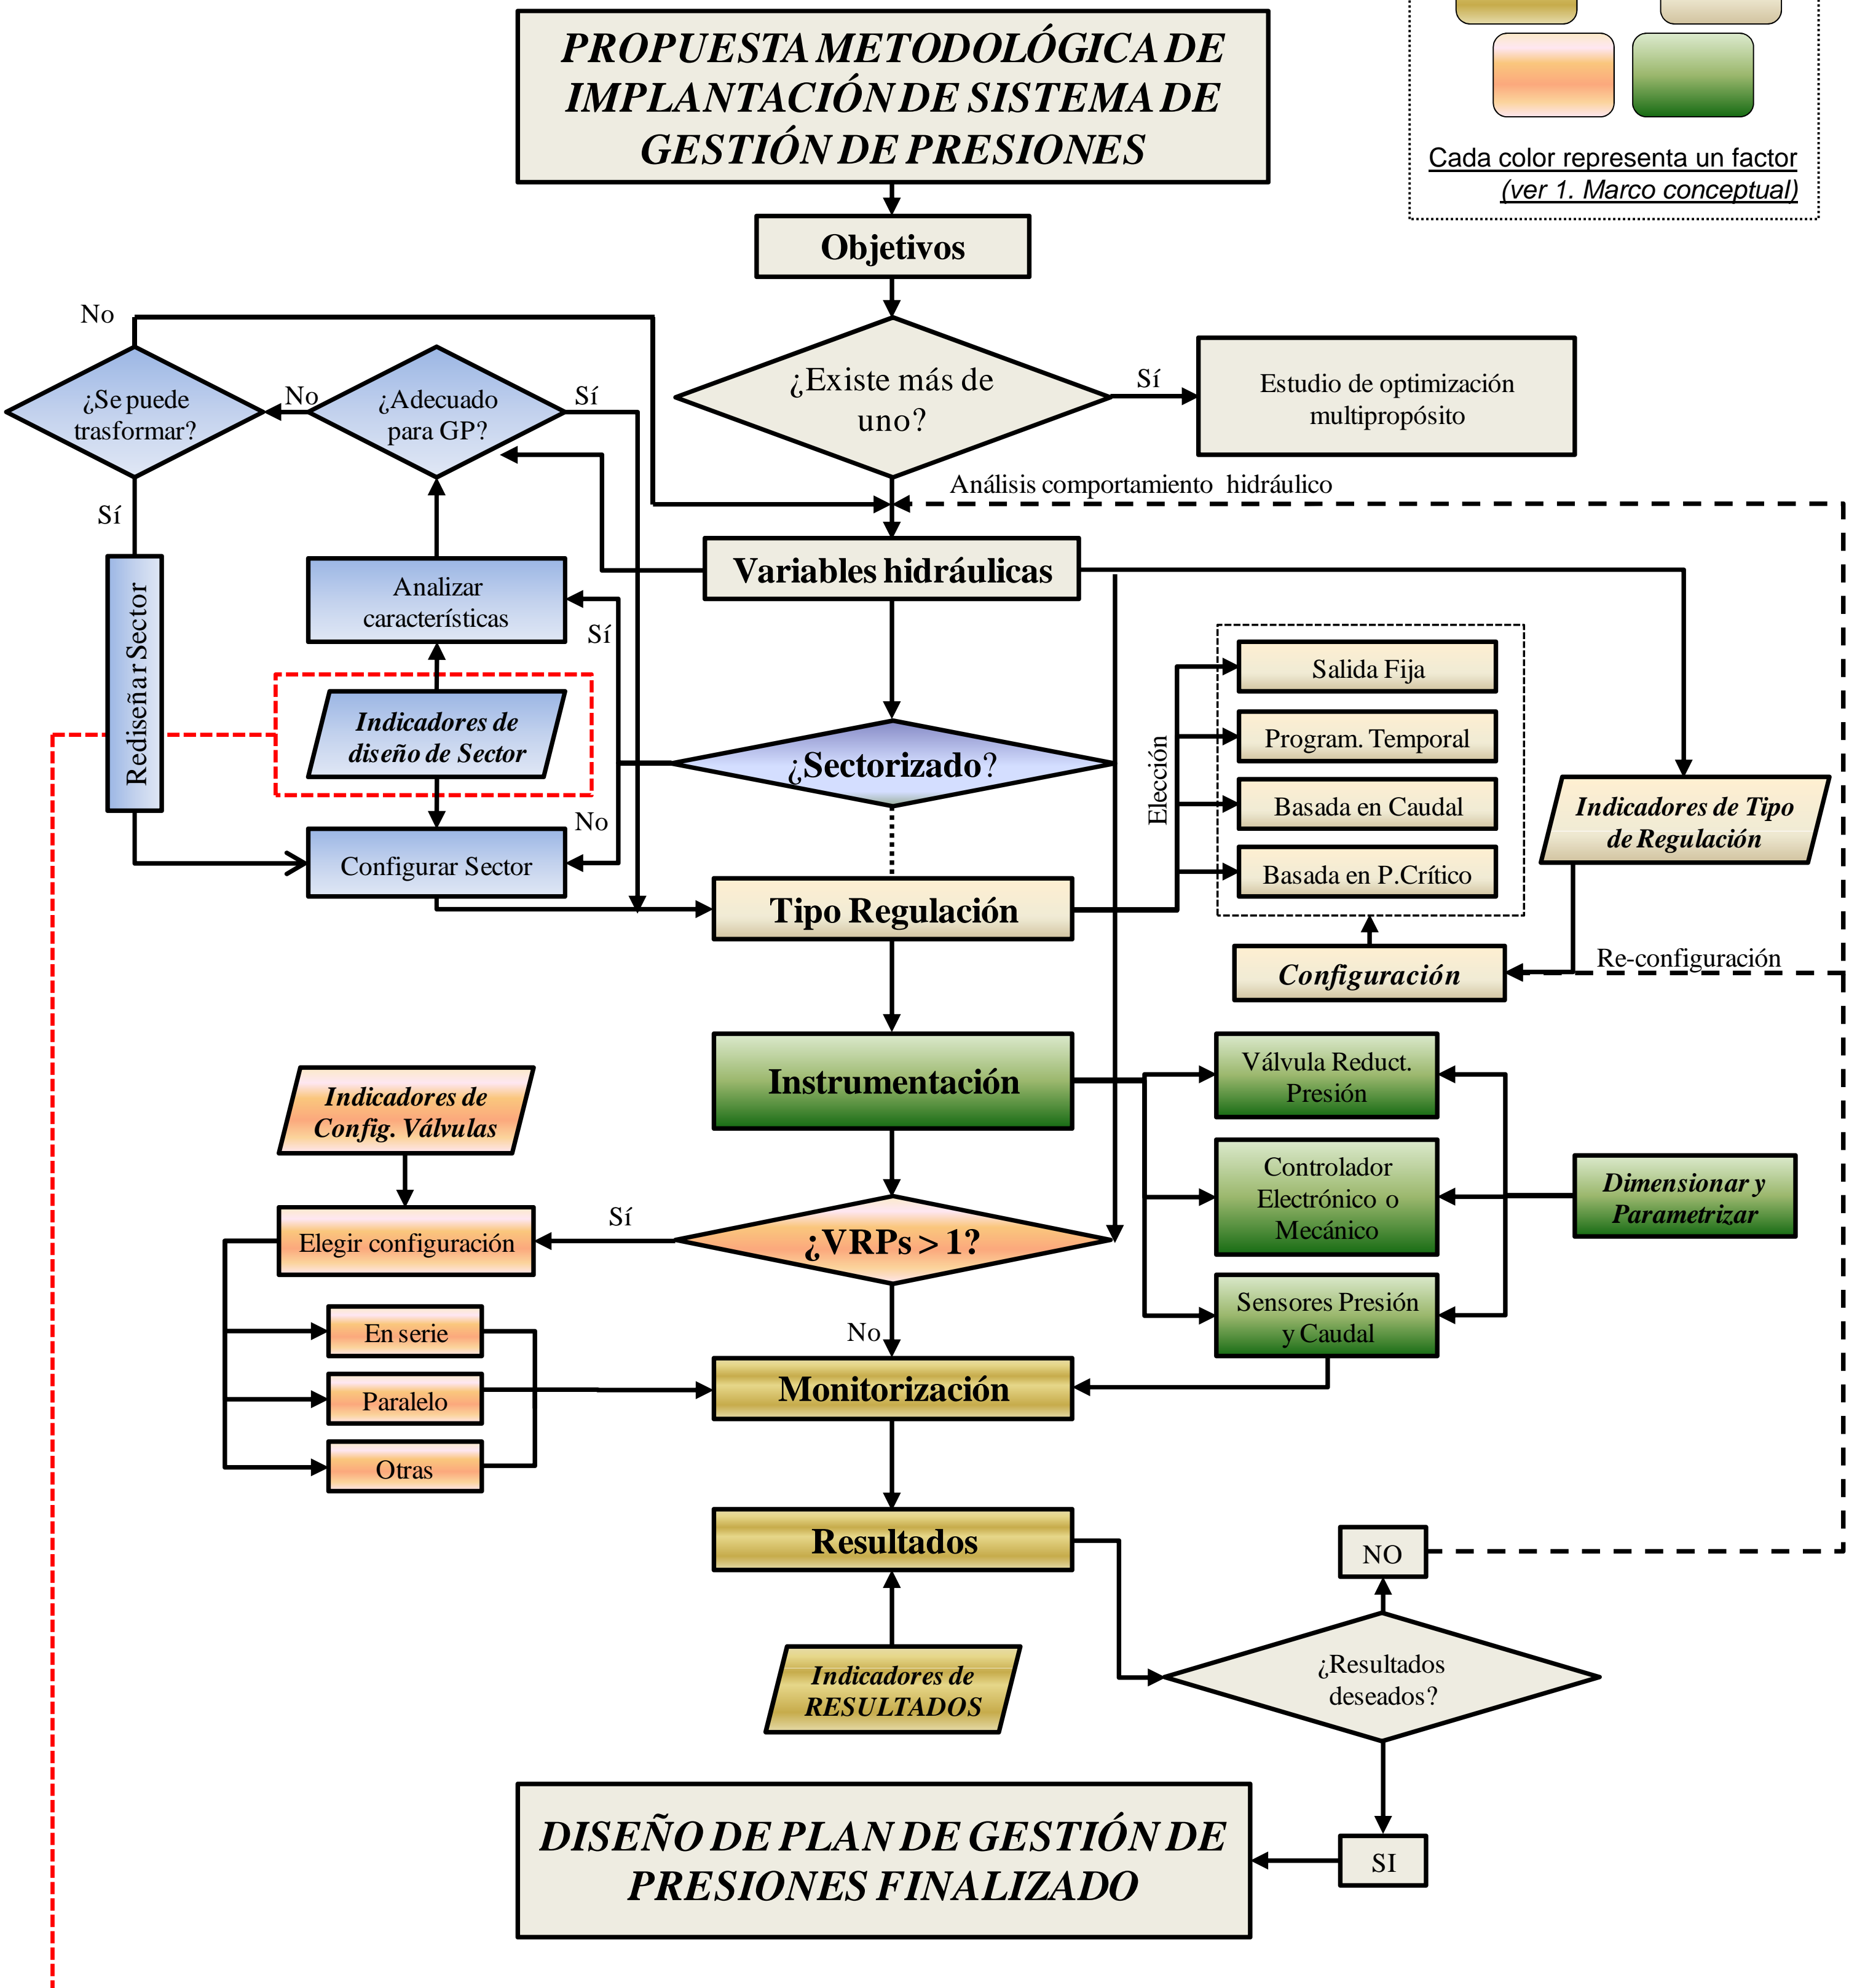 PROPUESTA METODOLÓGICA DE
IMPLANTACIÓN DE SISTEMA DE
GESTIÓN DE PRESIONES
Cada color representa un factor
(ver 1. Marco conceptual)
Objetivos
No
¿Se puede
trasformar?
No
¿Adecuado
para GP?
Sí
¿Existe más de
uno?
Sí
Estudio de optimización
multipropósito
Análisis comportamiento hidráulico
Sí
Variables hidráulicas
Rediseñar Sector
Analizar
características
Sí
Indicadores de
diseño de Sector
¿Sectorizado?
No
Configurar Sector
Elección
Salida Fija
Program. Temporal
Basada en Caudal
Basada en P.Crítico
Indicadores de Tipo
de Regulación
Tipo Regulación
Configuración
Re-configuración
Instrumentación
Válvula Reduct.
Presión
Controlador
Electrónico o
Mecánico
Sensores Presión
y Caudal
Dimensionar y
Parametrizar
Indicadores de
Config. Válvulas
Elegir configuración
Sí
¿VRPs > 1?
En serie
Paralelo
Otras
No
Monitorización
Resultados
NO
Indicadores de
RESULTADOS
¿Resultados
deseados?
SI
DISEÑO DE PLAN DE GESTIÓN DE
PRESIONES FINALIZADO